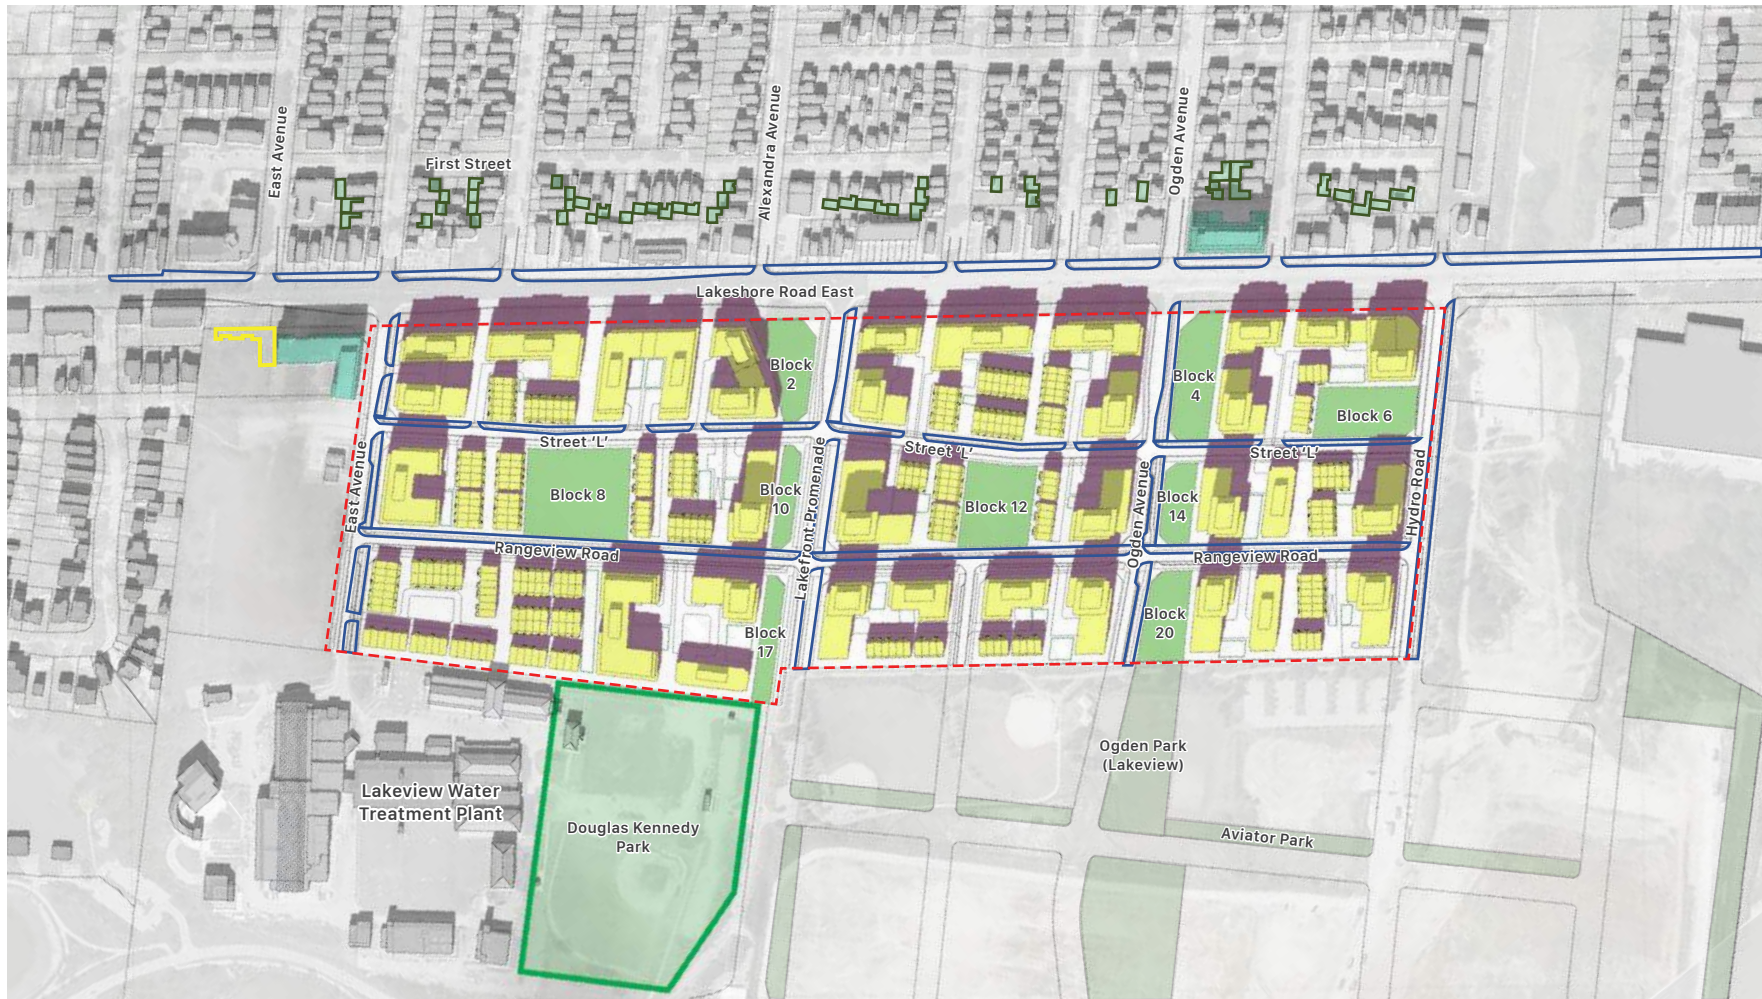 East Avenue
First Street
Alexandra Avenue
Ogden Avenue
Lakeshore Road East
Block
2
Block
4
Block 6
Street ‘L’
Street ‘L’
Street ‘L’
East Avenue
Block 8
Block
10
Lakefront Promenade
Block 12
Ogden Avenue
Block
14
Hydro Road
Rangeview Road
Rangeview Road
Block
17
Block
20
Lakeview Water
Treatment Plant
Douglas Kennedy
Park
Ogden Park
(Lakeview)
Aviator Park